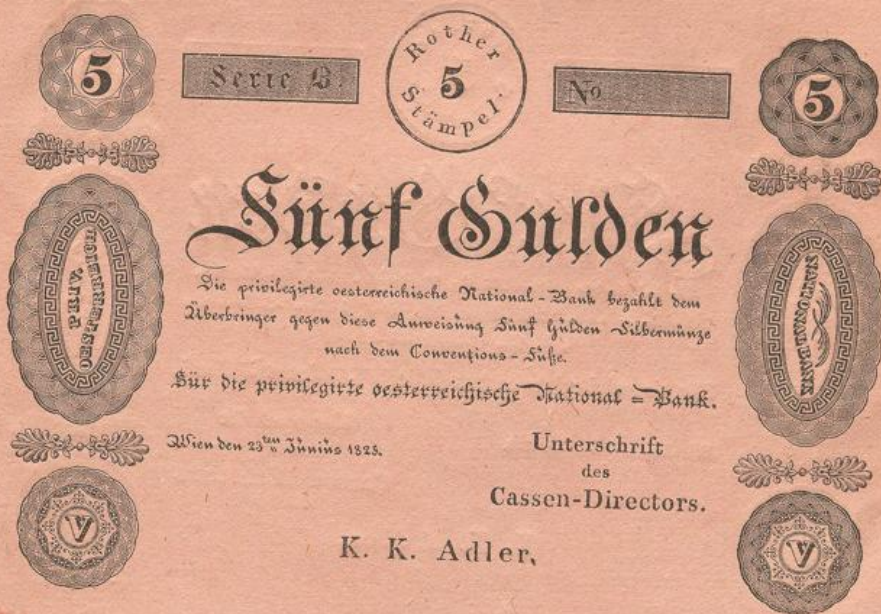 5
Serie B.
Rother
5
Stämpel.
No
5
Fünf Gulden
Die privilegirte oesterreichische National-Bank bezahlt dem
Überbringer gegen diese Anweisung Fünf Gulden Silbermünze
nach dem Conventions-Fuße.
Für die privilegirte oesterreichische National=Bank.
Wien den 23ten Junius 1825.
Unterschrift
des
Cassen-Directors.
K. K. Adler.
NATIONAL BANK
V
V